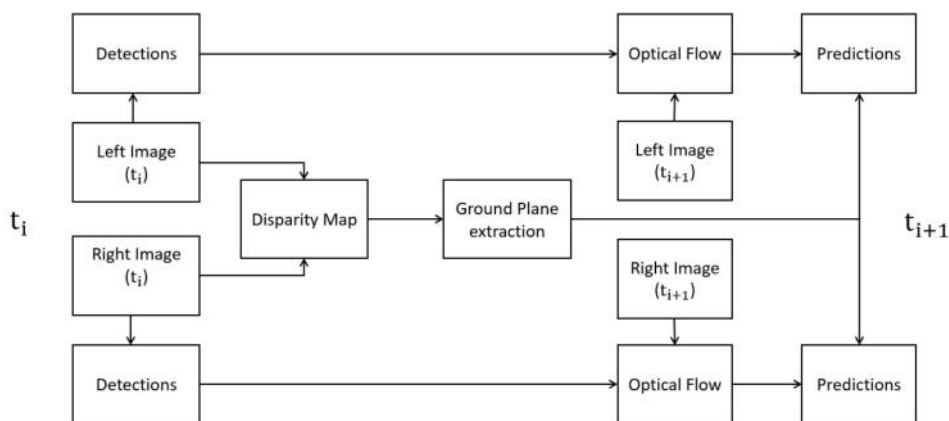 Detections
Optical Flow
Predictions
Left Image
(tᵢ)
Left Image
(tᵢ₊₁)
tᵢ
Disparity Map
Ground Plane
extraction
tᵢ₊₁
Right Image
(tᵢ)
Right Image
(tᵢ₊₁)
Detections
Optical Flow
Predictions